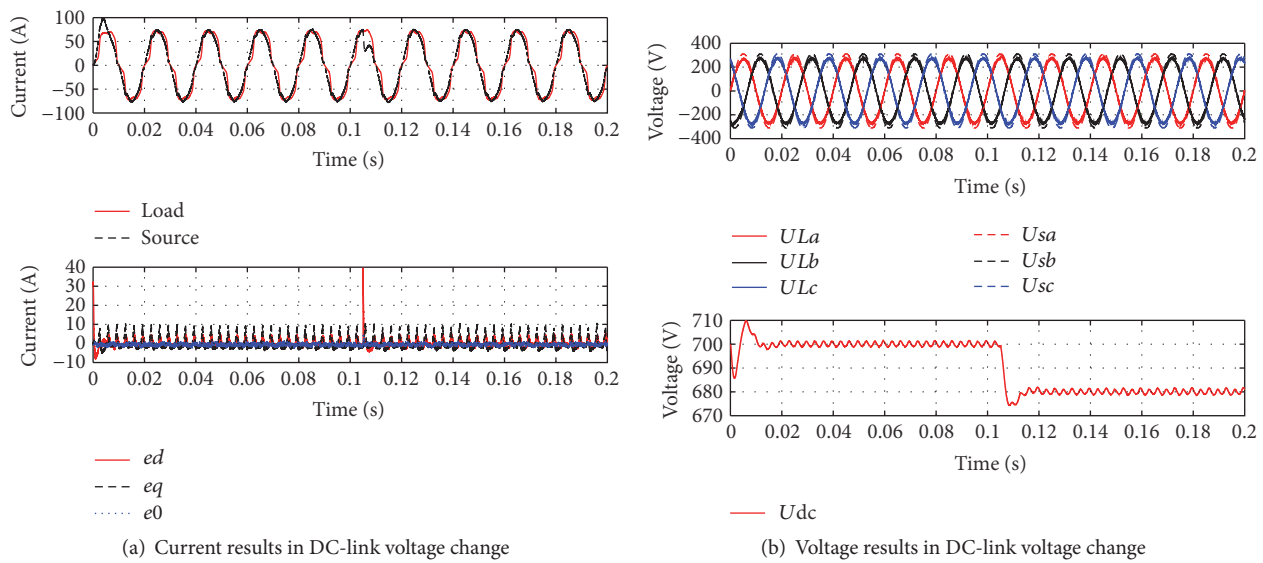 Current (A)
100
50
0
−50
−100
0 0.02 0.04 0.06 0.08 0.1 0.12 0.14 0.16 0.18 0.2
Time (s)
Load
Source
Current (A)
40
30
20
10
0
−10
0 0.02 0.04 0.06 0.08 0.1 0.12 0.14 0.16 0.18 0.2
Time (s)
ed
eq
e0
(a) Current results in DC-link voltage change
Voltage (V)
400
200
0
−200
−400
0 0.02 0.04 0.06 0.08 0.1 0.12 0.14 0.16 0.18 0.2
Time (s)
ULa Usa
ULb Usb
ULc Usc
Voltage (V)
710
700
690
680
670
0 0.02 0.04 0.06 0.08 0.1 0.12 0.14 0.16 0.18 0.2
Time (s)
Udc
(b) Voltage results in DC-link voltage change